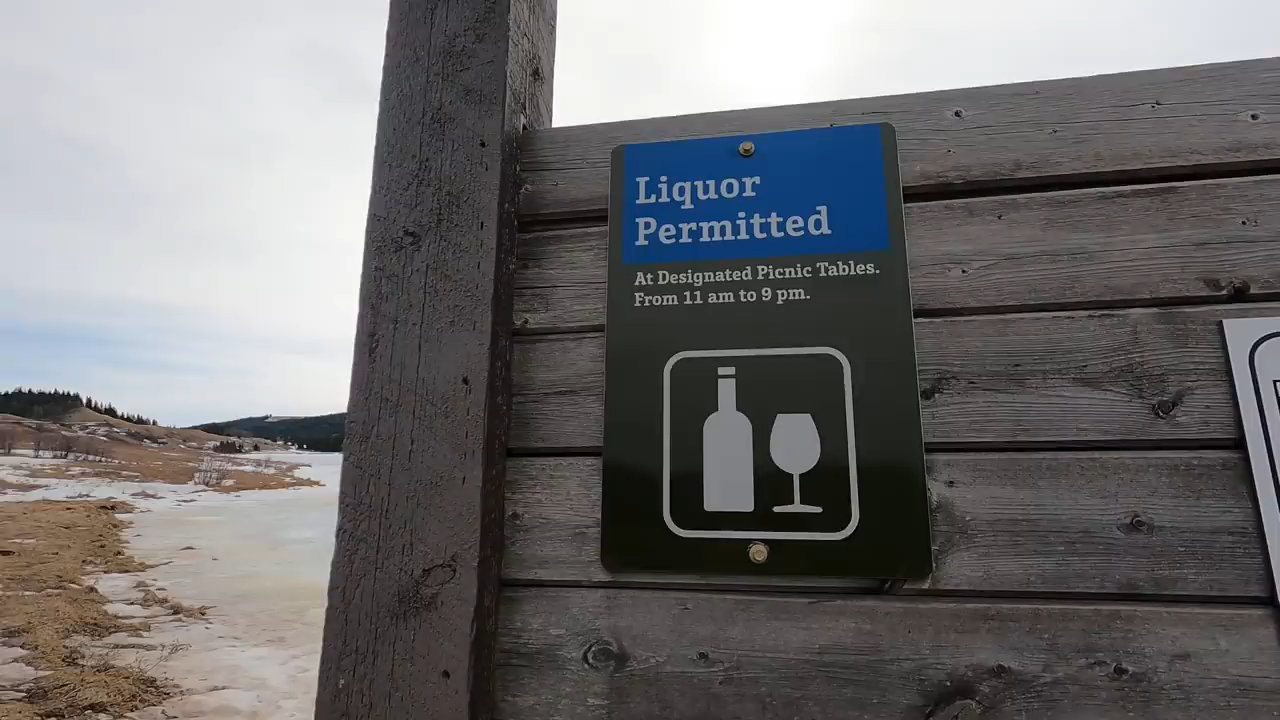 Liquor
Permitted
At Designated Picnic Tables.
From 11 am to 9 pm.